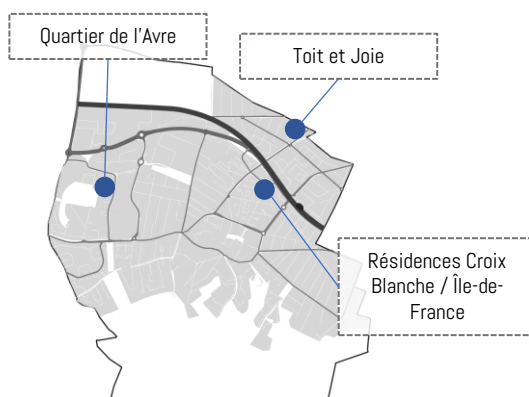 Quartier de l'Avre
Toit et Joie
Résidences Croix
Blanche / Île-de-
France